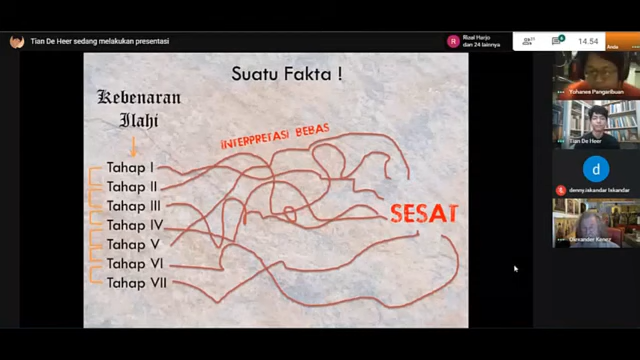 Tian De Heer sedang melakukan presentasi
Rizal Harjo
dan 24 lainnya
14.54
Suatu Fakta !
Kebenaran
Ilahi
INTERPRETASI BEBAS
Tahap I
Tahap II
Tahap III
Tahap IV
Tahap V
Tahap VI
Tahap VII
SESAT
Yohanes Pangaribuan
Tian De Heer
d
denny.iskandar Iskandar